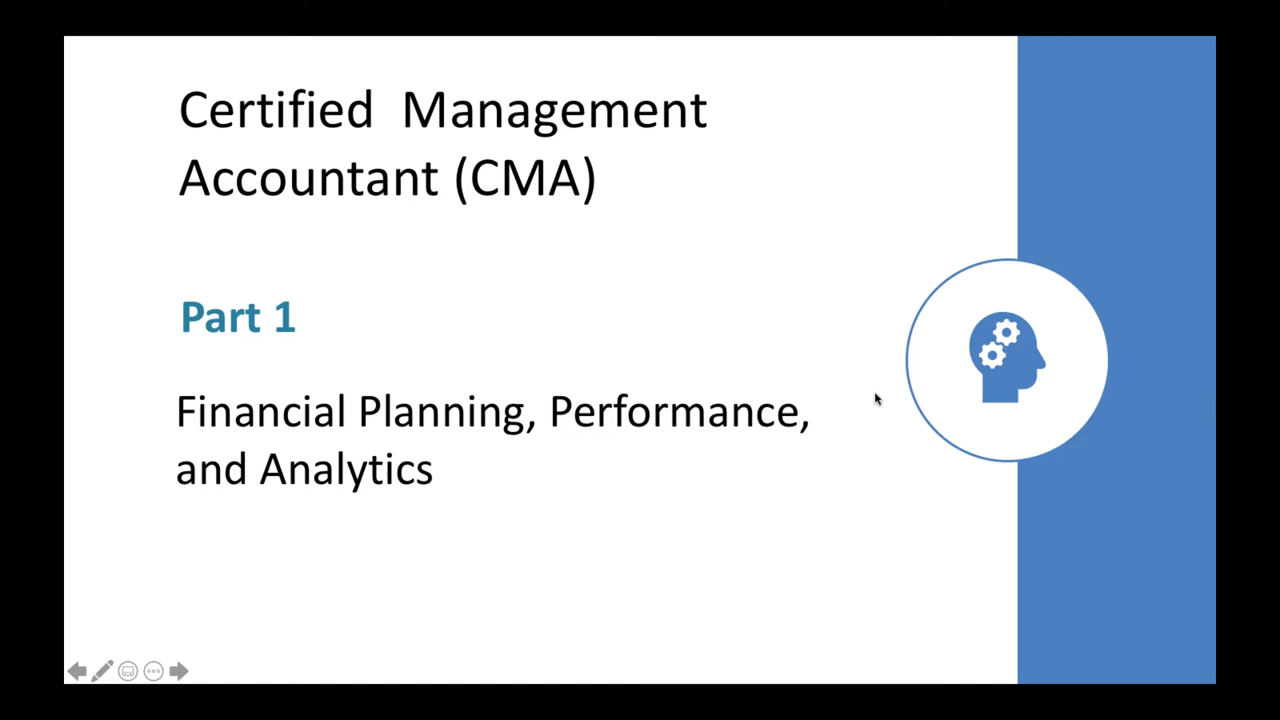 Certified Management
Accountant (CMA)
Part 1
Financial Planning, Performance,
and Analytics